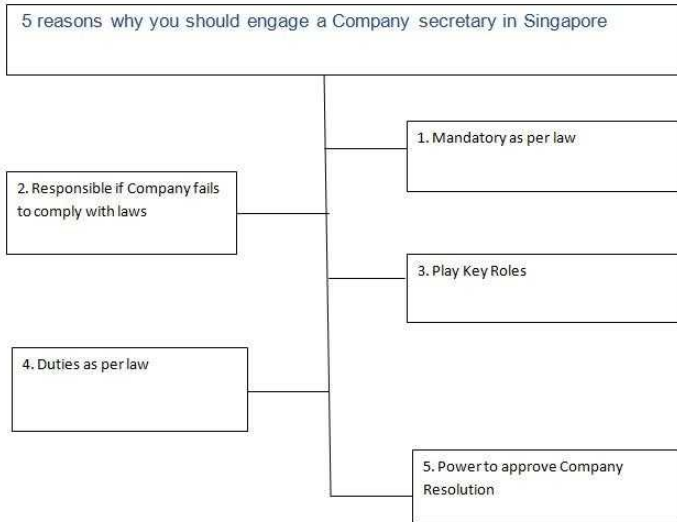 5 reasons why you should engage a Company secretary in Singapore
1. Mandatory as per law
2. Responsible if Company fails
to comply with laws
3. Play Key Roles
4. Duties as per law
5. Power to approve Company
Resolution